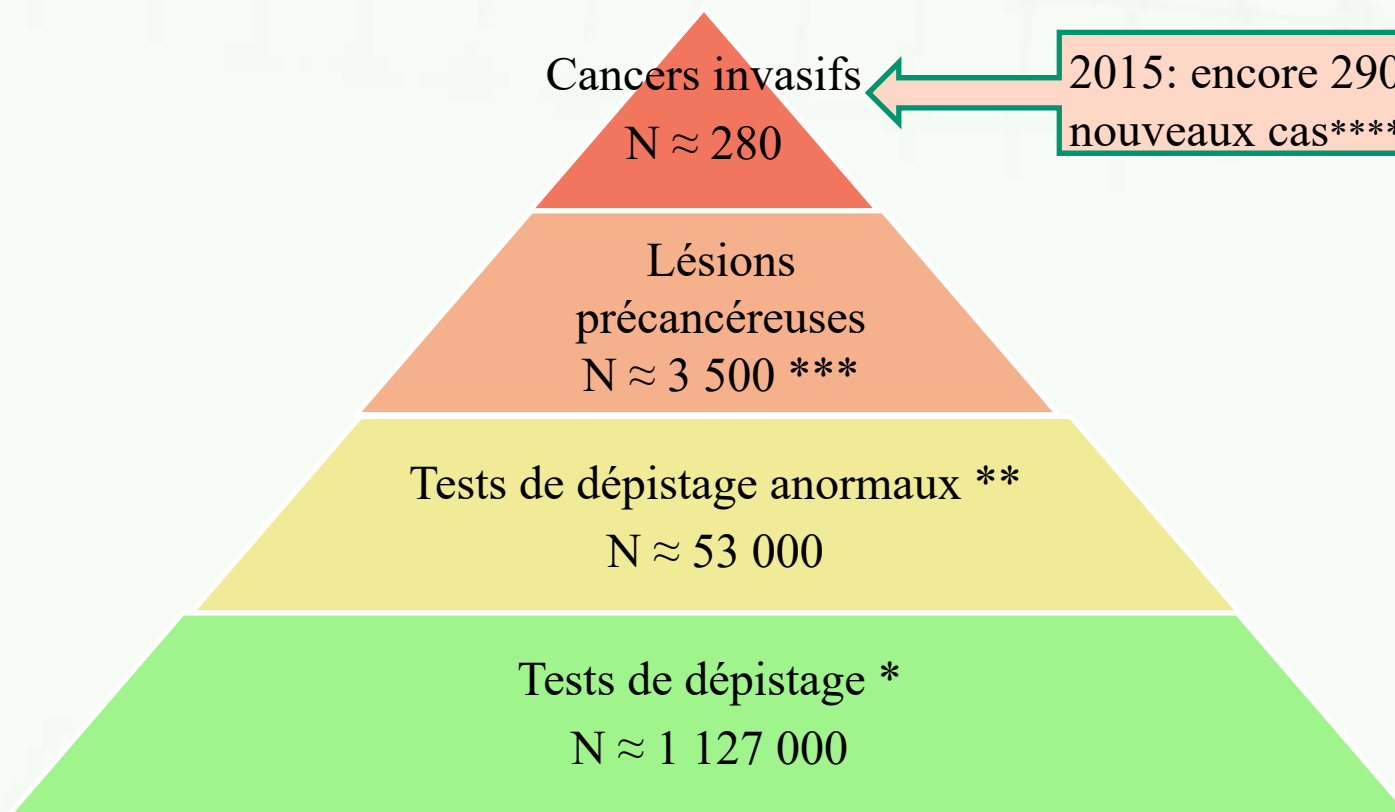 Cancers invasifs
N ≈ 280
2015: encore 290
nouveaux cas****
Lésions
précancéreuses
N ≈ 3 500 ***
Tests de dépistage anormaux **
N ≈ 53 000
Tests de dépistage *
N ≈ 1 127 000